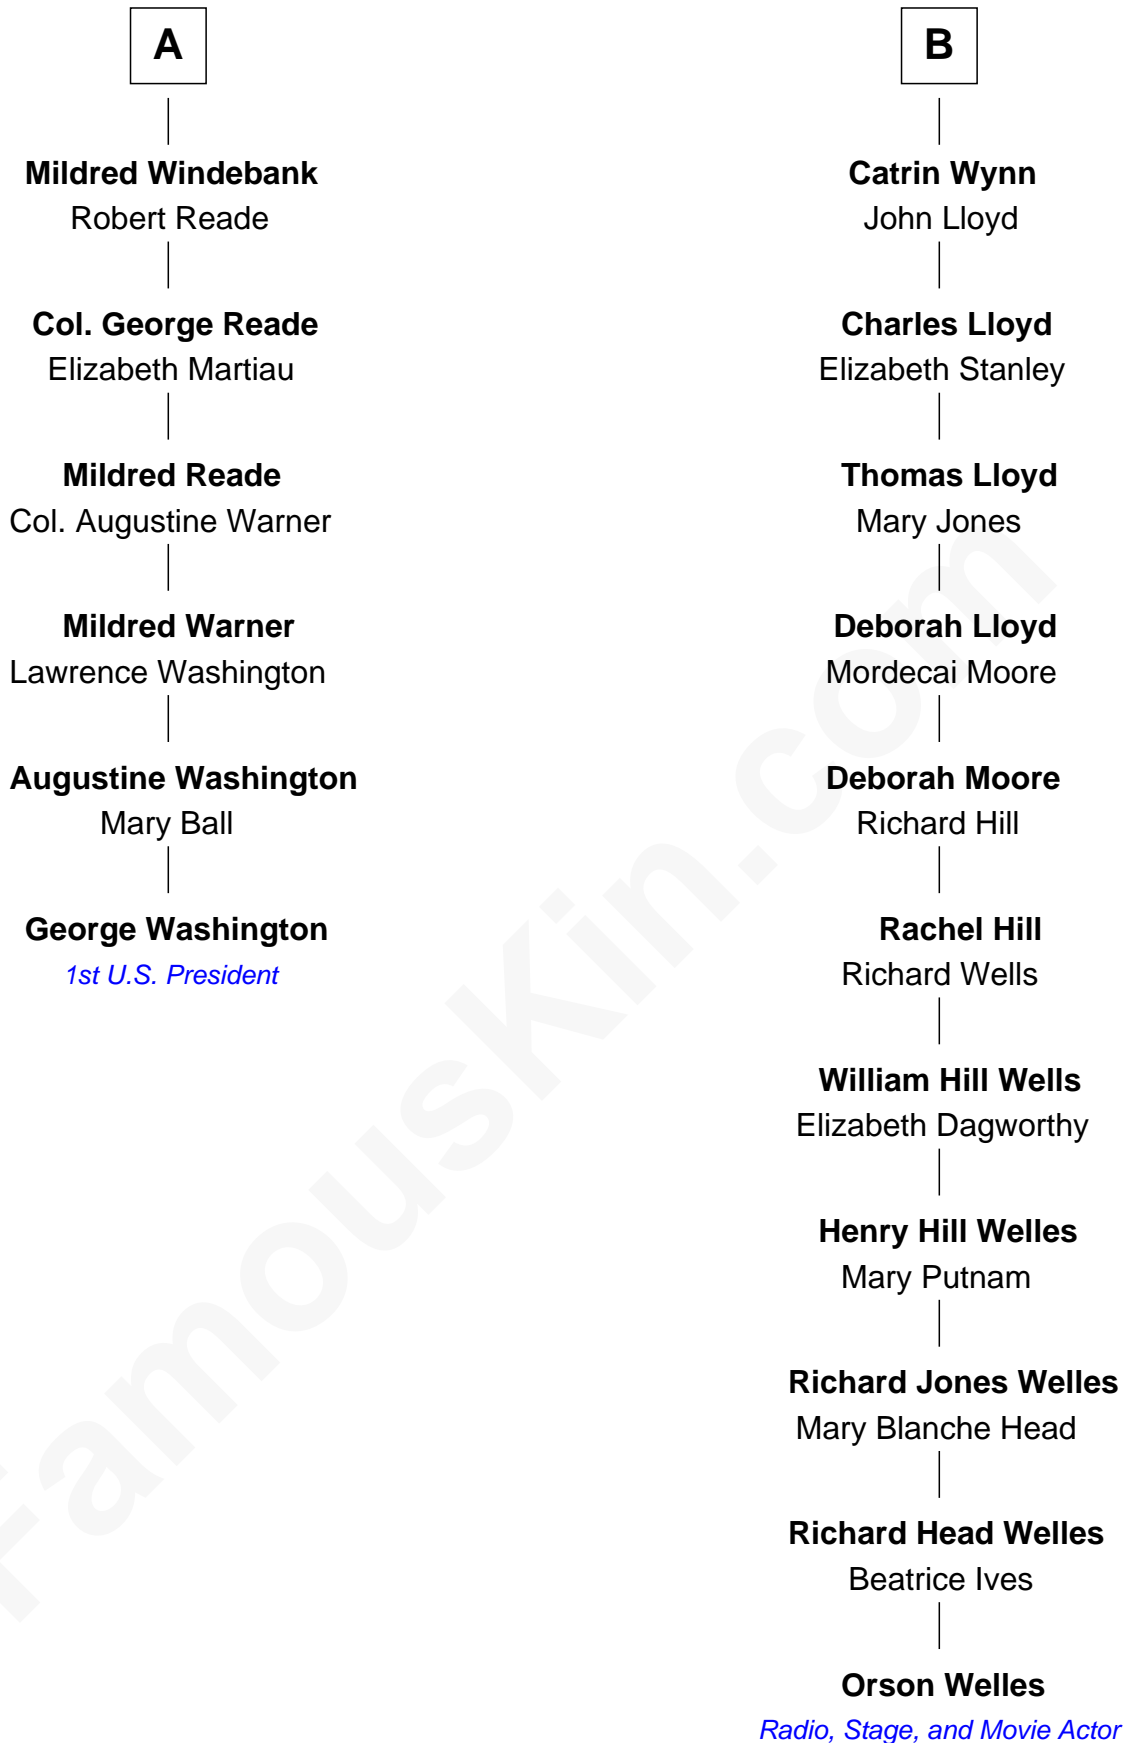 A
Mildred Windebank
Robert Reade
Col. George Reade
Elizabeth Martiau
Mildred Reade
Col. Augustine Warner
Mildred Warner
Lawrence Washington
Augustine Washington
Mary Ball
George Washington
1st U.S. President
B
Catrin Wynn
John Lloyd
Charles Lloyd
Elizabeth Stanley
Thomas Lloyd
Mary Jones
Deborah Lloyd
Mordecai Moore
Deborah Moore
Richard Hill
Rachel Hill
Richard Wells
William Hill Wells
Elizabeth Dagworthy
Henry Hill Welles
Mary Putnam
Richard Jones Welles
Mary Blanche Head
Richard Head Welles
Beatrice Ives
Orson Welles
Radio, Stage, and Movie Actor
FamousKin.com